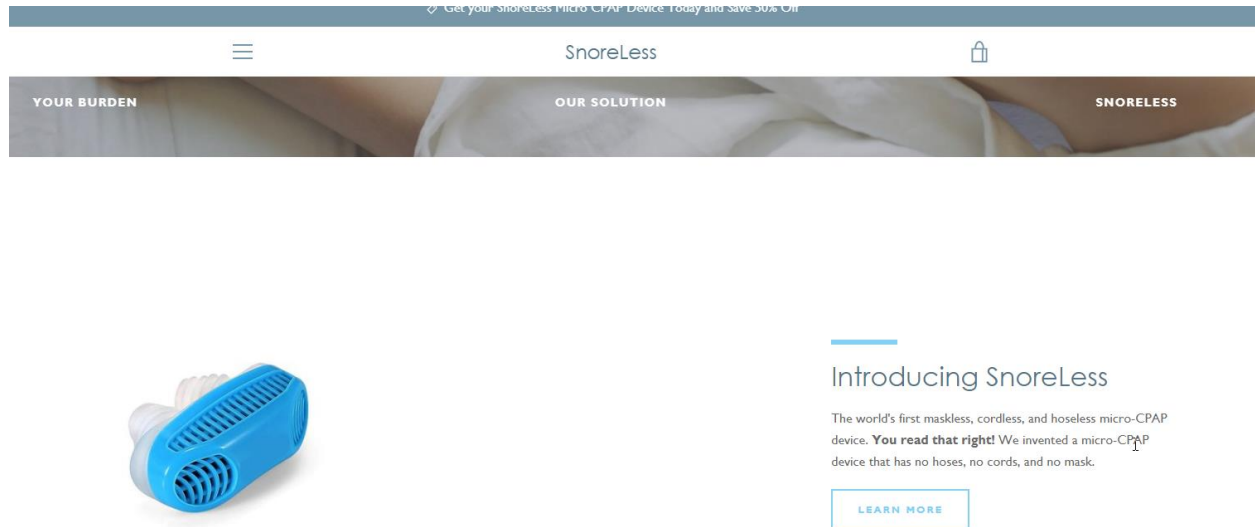 Get your SnoreLess Micro CPAP Device Today and Save 50% Off
SnoreLess
YOUR BURDEN
OUR SOLUTION
SNORELESS
Introducing SnoreLess
The world's first maskless, cordless, and hoseless micro-CPAP
device. You read that right! We invented a micro-CPAP
device that has no hoses, no cords, and no mask.
LEARN MORE